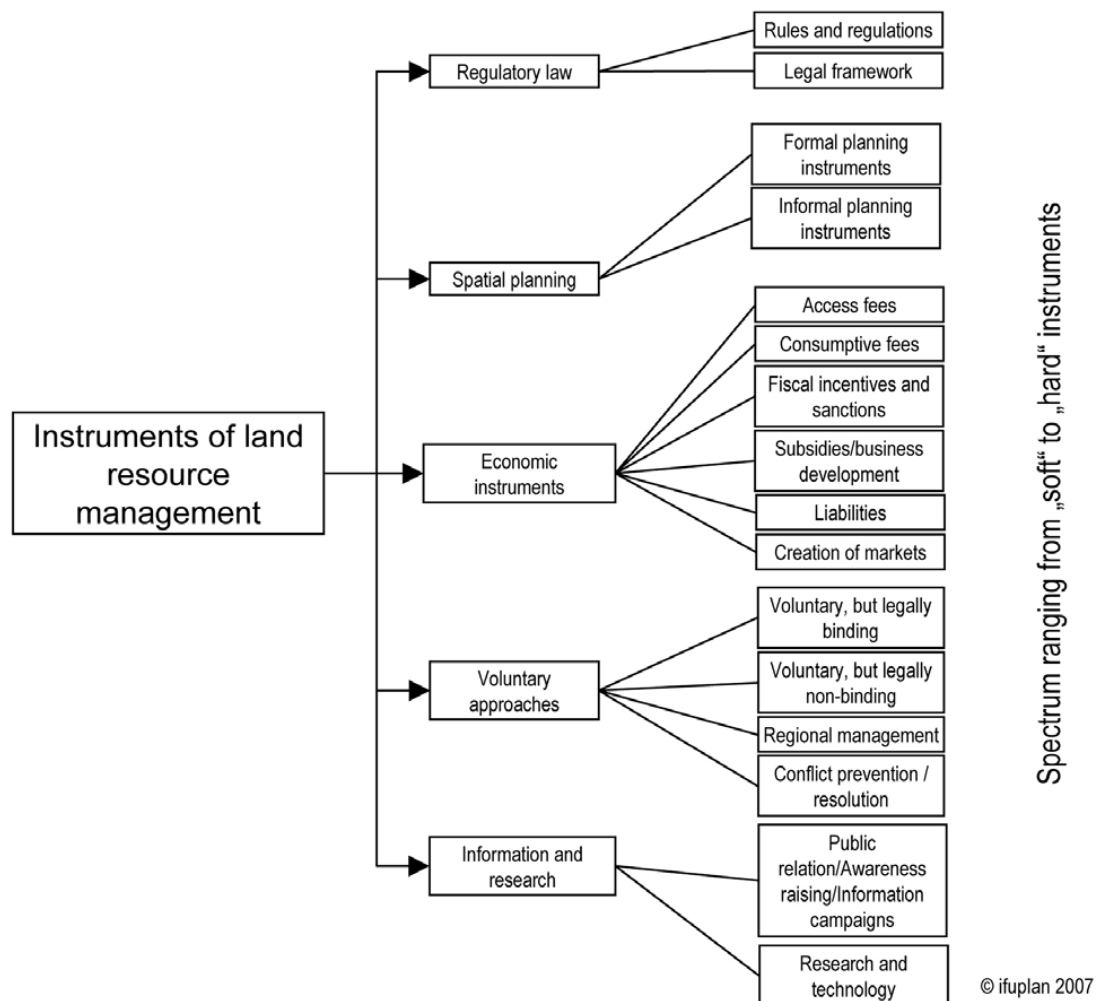 Instruments of land
resource
management
Regulatory law
Rules and regulations
Legal framework
Spatial planning
Formal planning
instruments
Informal planning
instruments
Economic
instruments
Access fees
Consumptive fees
Fiscal incentives and
sanctions
Subsidies/business
development
Liabilities
Creation of markets
Voluntary
approaches
Voluntary, but legally
binding
Voluntary, but legally
non-binding
Regional management
Conflict prevention /
resolution
Information and
research
Public
relation/Awareness
raising/Information
campaigns
Research and
technology
Spectrum ranging from „soft“ to „hard“ instruments
© ifuplan 2007